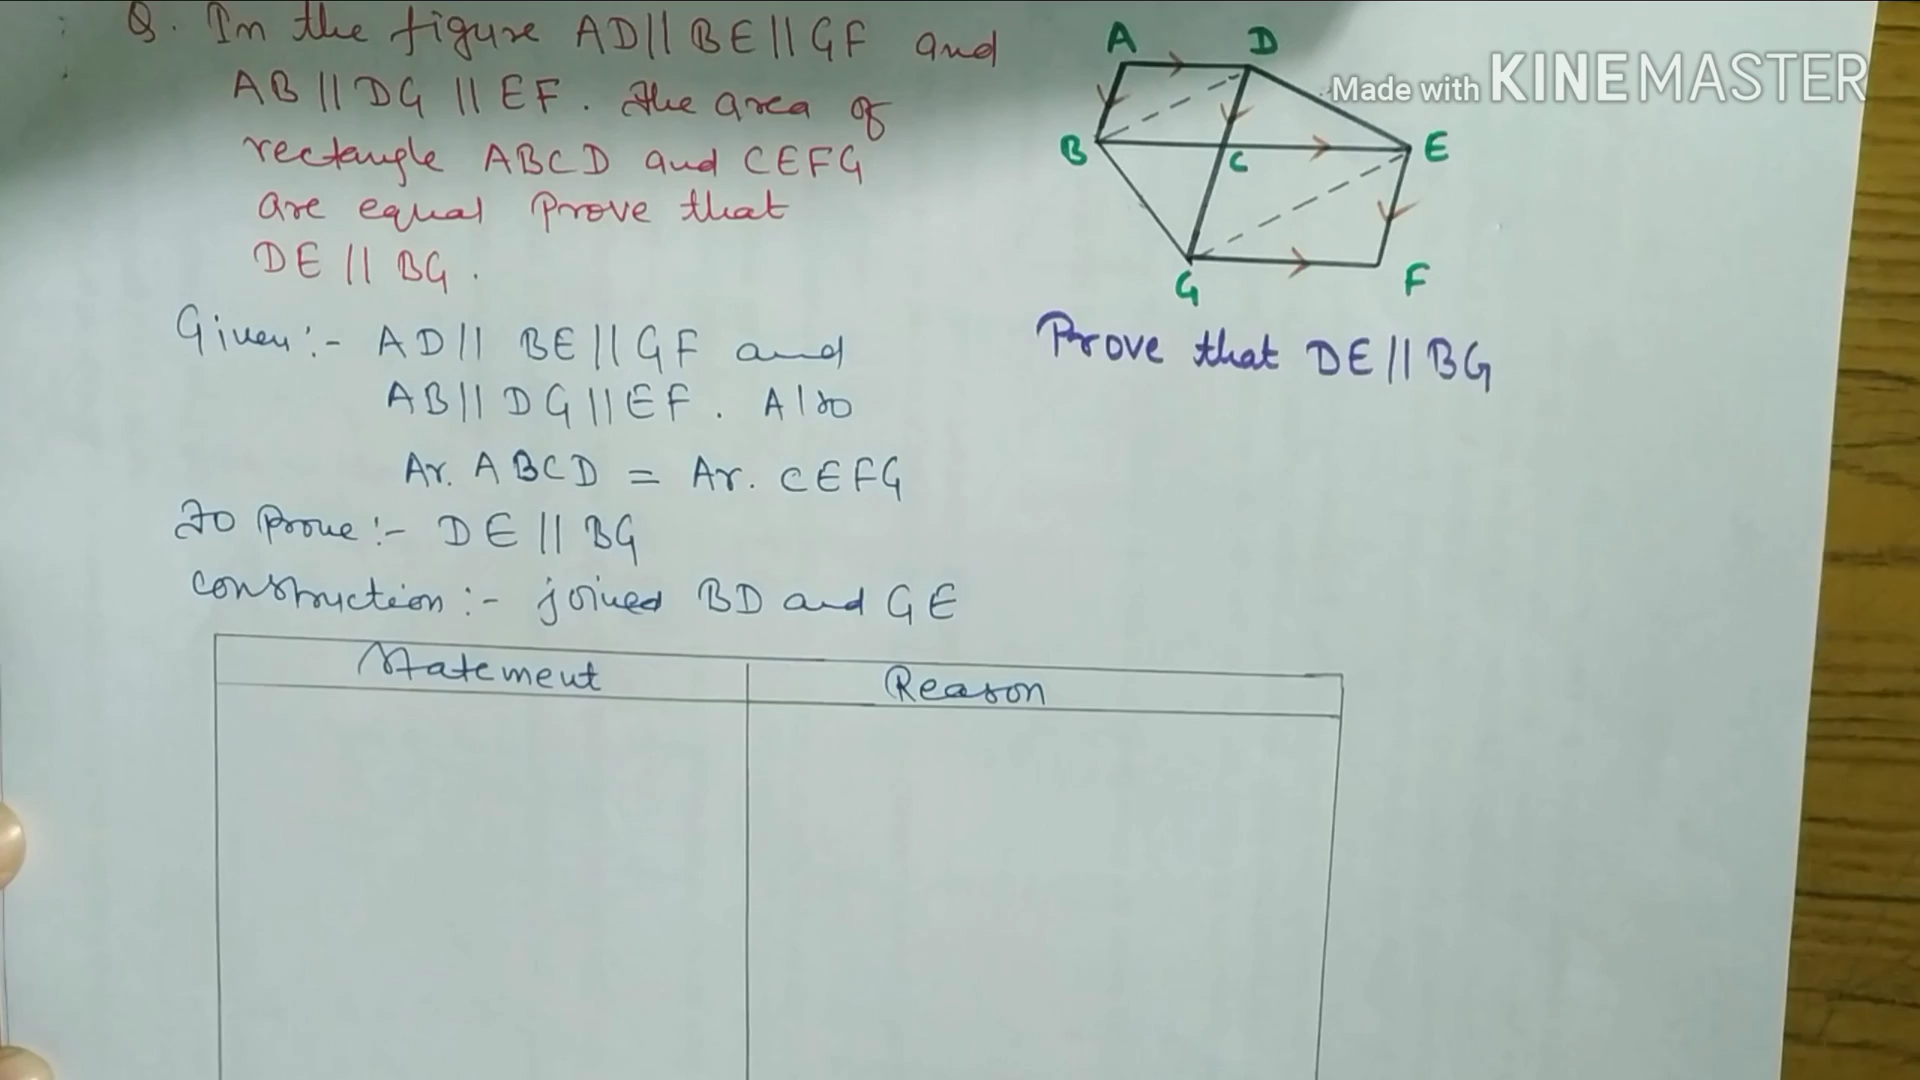 Q. In the figure AD || BE || GF and
AB || DG || EF. The area of
rectangle ABCD and CEFG
are equal Prove that
DE || BG.
A
D
B
C
E
G
F
Made with KINEMASTER
Prove that DE || BG
Given:- AD || BE || GF and
AB || DG || EF. Also
Ar. ABCD = Ar. CEFG
To Prove:- DE || BG
Construction:- joined BD and GE
Statement
Reason